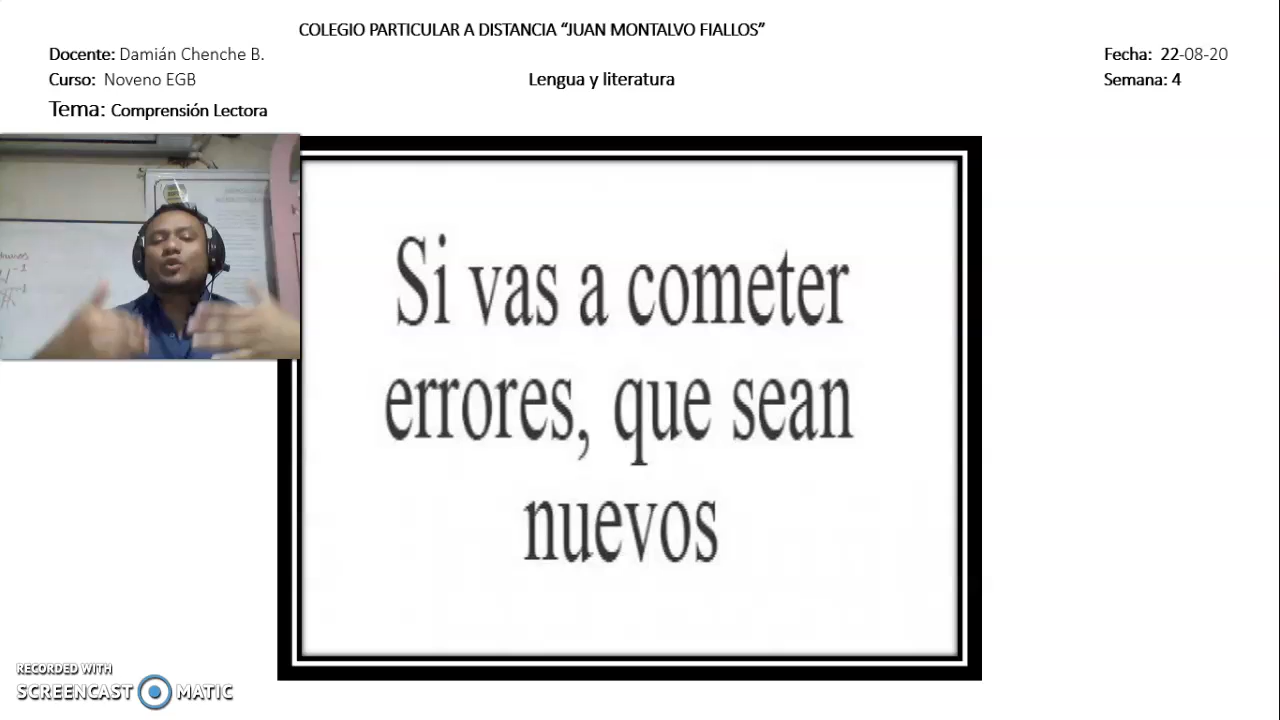 COLEGIO PARTICULAR A DISTANCIA “JUAN MONTALVO FIALLOS”
Docente: Damián Chenche B.
Fecha: 22-08-20
Curso: Noveno EGB
Lengua y literatura
Semana: 4
Tema: Comprensión Lectora
Si vas a cometer
errores, que sean
nuevos
RECORDED WITH
SCREENCAST MATIC